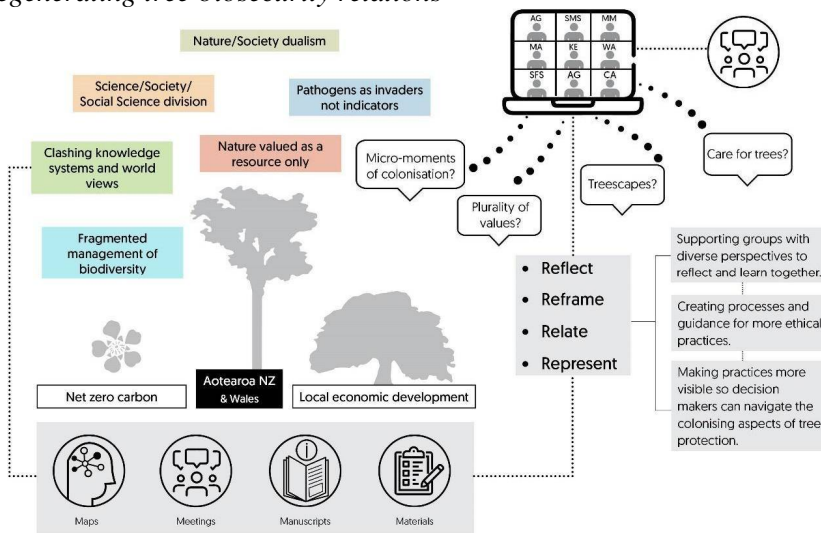 egenerating tree biosecurity relations
Nature/Society dualism
Science/Society/
Social Science division
Pathogens as invaders
not indicators
Clashing knowledge
systems and world
views
Nature valued as a
resource only
Fragmented
management of
biodiversity
Net zero carbon
Aotearoa NZ
& Wales
Local economic development
Maps
Meetings
Manuscripts
Materials
AG SMS MM
MA KE WA
SFS AG CA
Micro-moments
of colonisation?
Plurality of
values?
Treescapes?
Care for trees?
• Reflect
• Reframe
• Relate
• Represent
Supporting groups with
diverse perspectives to
reflect and learn together.
Creating processes and
guidance for more ethical
practices.
Making practices more
visible so decision
makers can navigate the
colonising aspects of tree
protection.